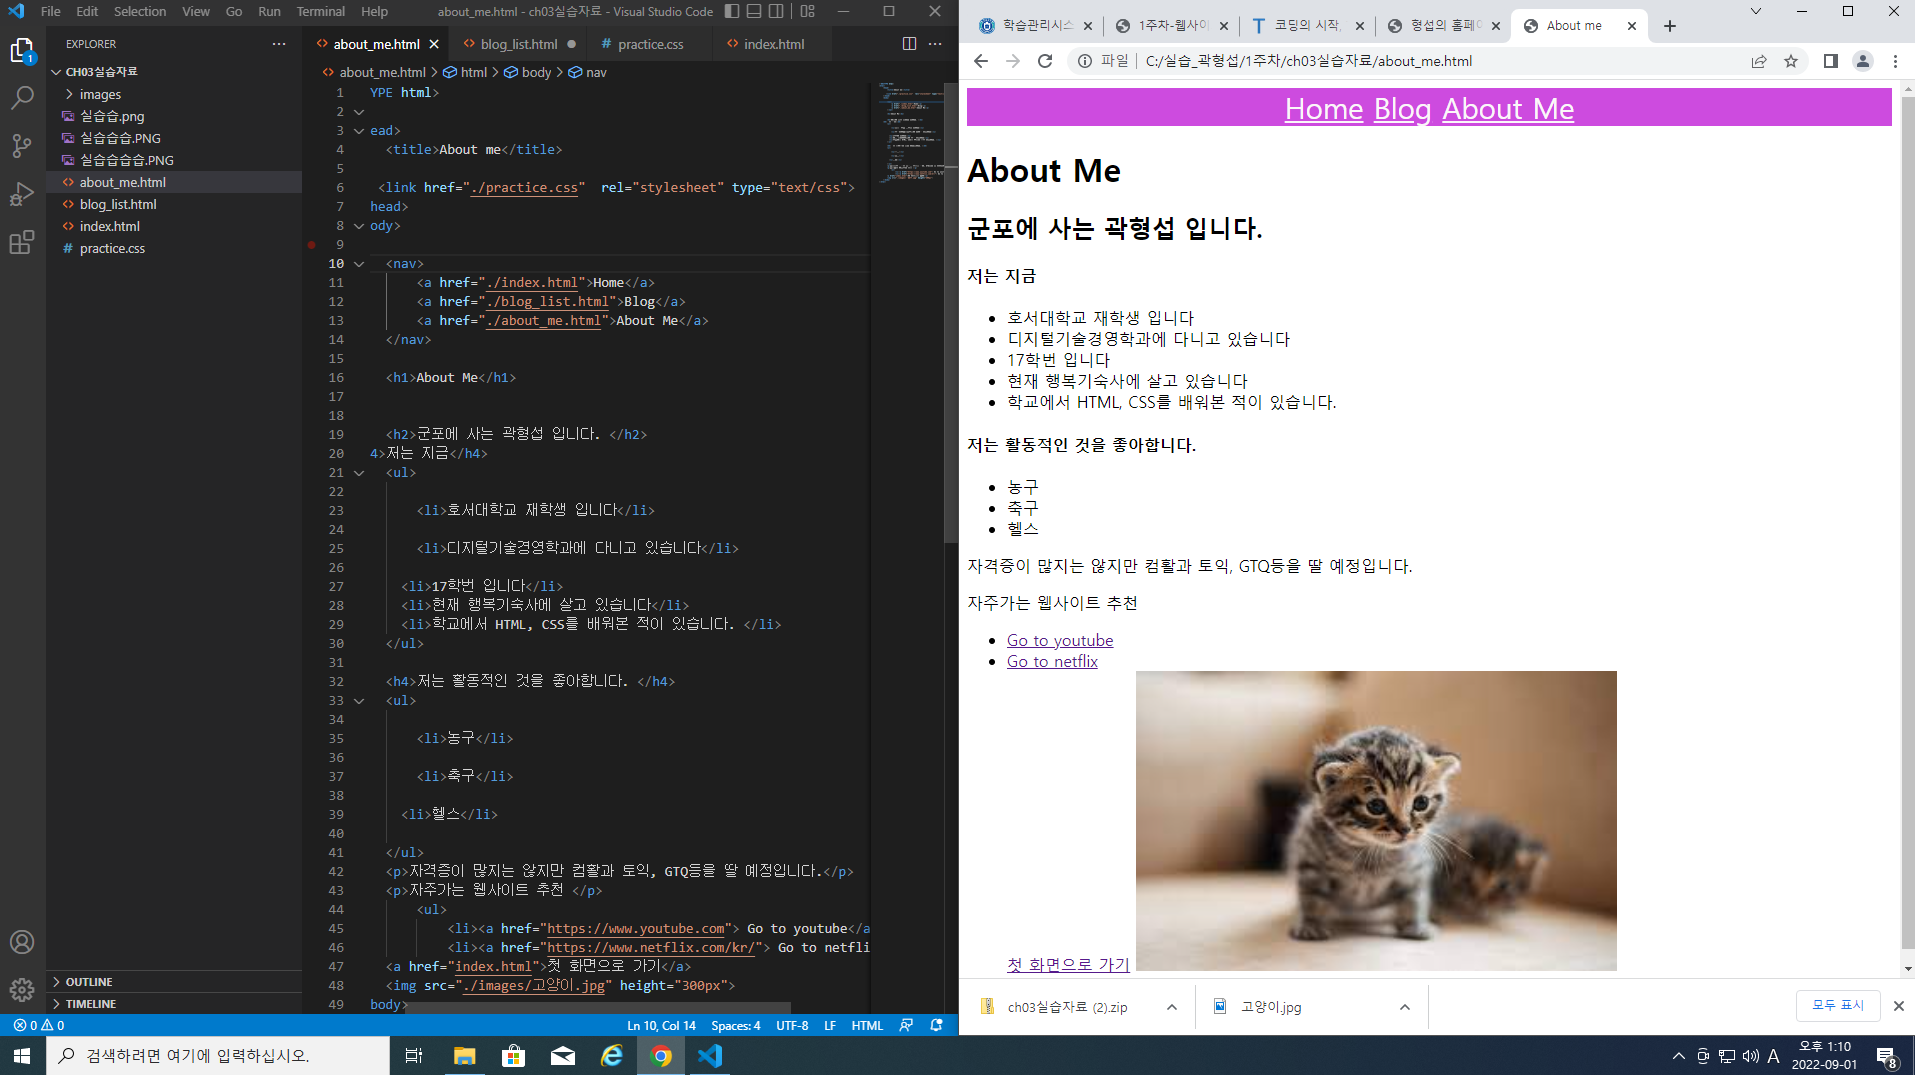 File Edit Selection View Go Run Terminal Help about_me.html - ch03실습자료 - Visual Studio Code
EXPLORER
CH03실습자료
images
실습습.png
실습습습.PNG
실습습습습.PNG
about_me.html
blog_list.html
index.html
practice.css
OUTLINE
TIMELINE
about_me.html blog_list.html practice.css index.html
about_me.html > html > body > nav
1 YPE html>
2
3 ead>
4 <title>About me</title>
5
6 <link href="./practice.css" rel="stylesheet" type="text/css">
7 head>
8 ody>
9
10 <nav>
11 <a href="./index.html">Home</a>
12 <a href="./blog_list.html">Blog</a>
13 <a href="./about_me.html">About Me</a>
14 </nav>
15
16 <h1>About Me</h1>
17
18
19 <h2>군포에 사는 곽형섭 입니다. </h2>
20 4>저는 지금</h4>
21 <ul>
22
23 <li>호서대학교 재학생 입니다</li>
24
25 <li>디지털기술경영학과에 다니고 있습니다</li>
26
27 <li>17학번 입니다</li>
28 <li>현재 행복기숙사에 살고 있습니다</li>
29 <li>학교에서 HTML, CSS를 배워본 적이 있습니다. </li>
30 </ul>
31
32 <h4>저는 활동적인 것을 좋아합니다. </h4>
33 <ul>
34
35 <li>농구</li>
36
37 <li>축구</li>
38
39 <li>헬스</li>
40
41 </ul>
42 <p>자격증이 많지는 않지만 컴활과 토익, GTQ등을 딸 예정입니다.</p>
43 <p>자주가는 웹사이트 추천 </p>
44 <ul>
45 <li><a href="https://www.youtube.com"> Go to youtube</a
46 <li><a href="https://www.netflix.com/kr/"> Go to netfli
47 <a href="index.html">첫 화면으로 가기</a>
48 <img src="./images/고양이.jpg" height="300px">
49 body>
0 0 Ln 10, Col 14 Spaces: 4 UTF-8 LF HTML
학습관리시스 1주차-웹사이 코딩의 시작, 형섭의 홈페이 About me
파일 C:/실습_곽형섭/1주차/ch03실습자료/about_me.html
Home Blog About Me
About Me
군포에 사는 곽형섭 입니다.
저는 지금
호서대학교 재학생 입니다
디지털기술경영학과에 다니고 있습니다
17학번 입니다
현재 행복기숙사에 살고 있습니다
학교에서 HTML, CSS를 배워본 적이 있습니다.
저는 활동적인 것을 좋아합니다.
농구
축구
헬스
자격증이 많지는 않지만 컴활과 토익, GTQ등을 딸 예정입니다.
자주가는 웹사이트 추천
Go to youtube
Go to netflix
첫 화면으로 가기
ch03실습자료 (2).zip 고양이.jpg 모두 표시
검색하려면 여기에 입력하십시오.
A 오후 1:10
2022-09-01
8